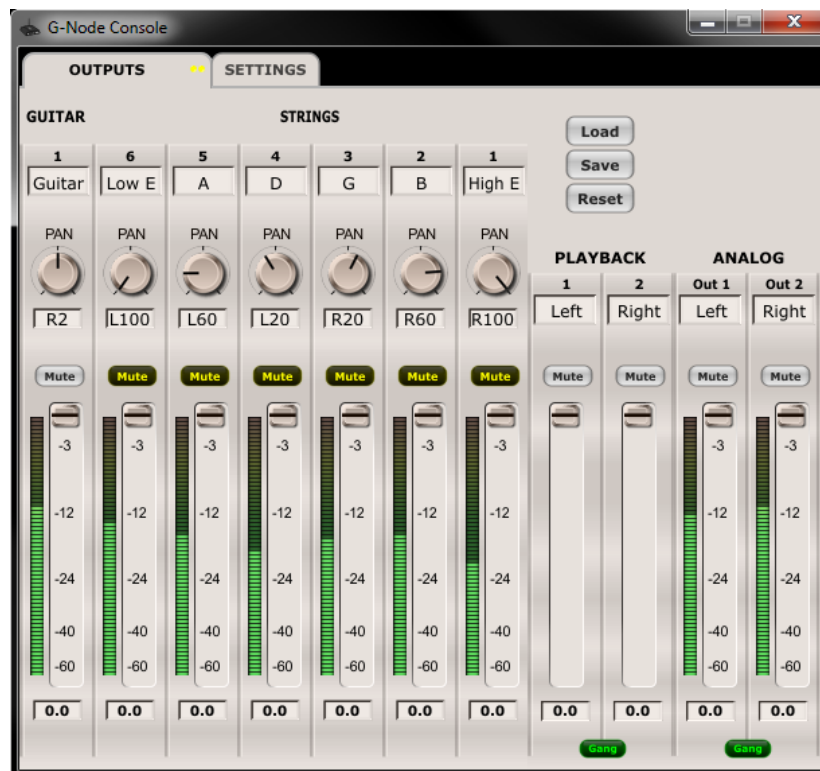 G-Node Console
OUTPUTS SETTINGS
GUITAR STRINGS
Load
Save
Reset
1 6 5 4 3 2 1
Guitar Low E A D G B High E
PAN PAN PAN PAN PAN PAN PAN
R2 L100 L60 L20 R20 R60 R100
PLAYBACK ANALOG
1 2 Out 1 Out 2
Left Right Left Right
Mute Mute Mute Mute Mute Mute Mute Mute Mute Mute Mute
-3 -3 -3 -3 -3 -3 -3 -3 -3
-12 -12 -12 -12 -12 -12 -12 -12 -12
-24 -24 -24 -24 -24 -24 -24 -24 -24
-40 -40 -40 -40 -40 -40 -40 -40 -40
-60 -60 -60 -60 -60 -60 -60 -60 -60
0.0 0.0 0.0 0.0 0.0 0.0 0.0 0.0 0.0 0.0 0.0
Gang Gang